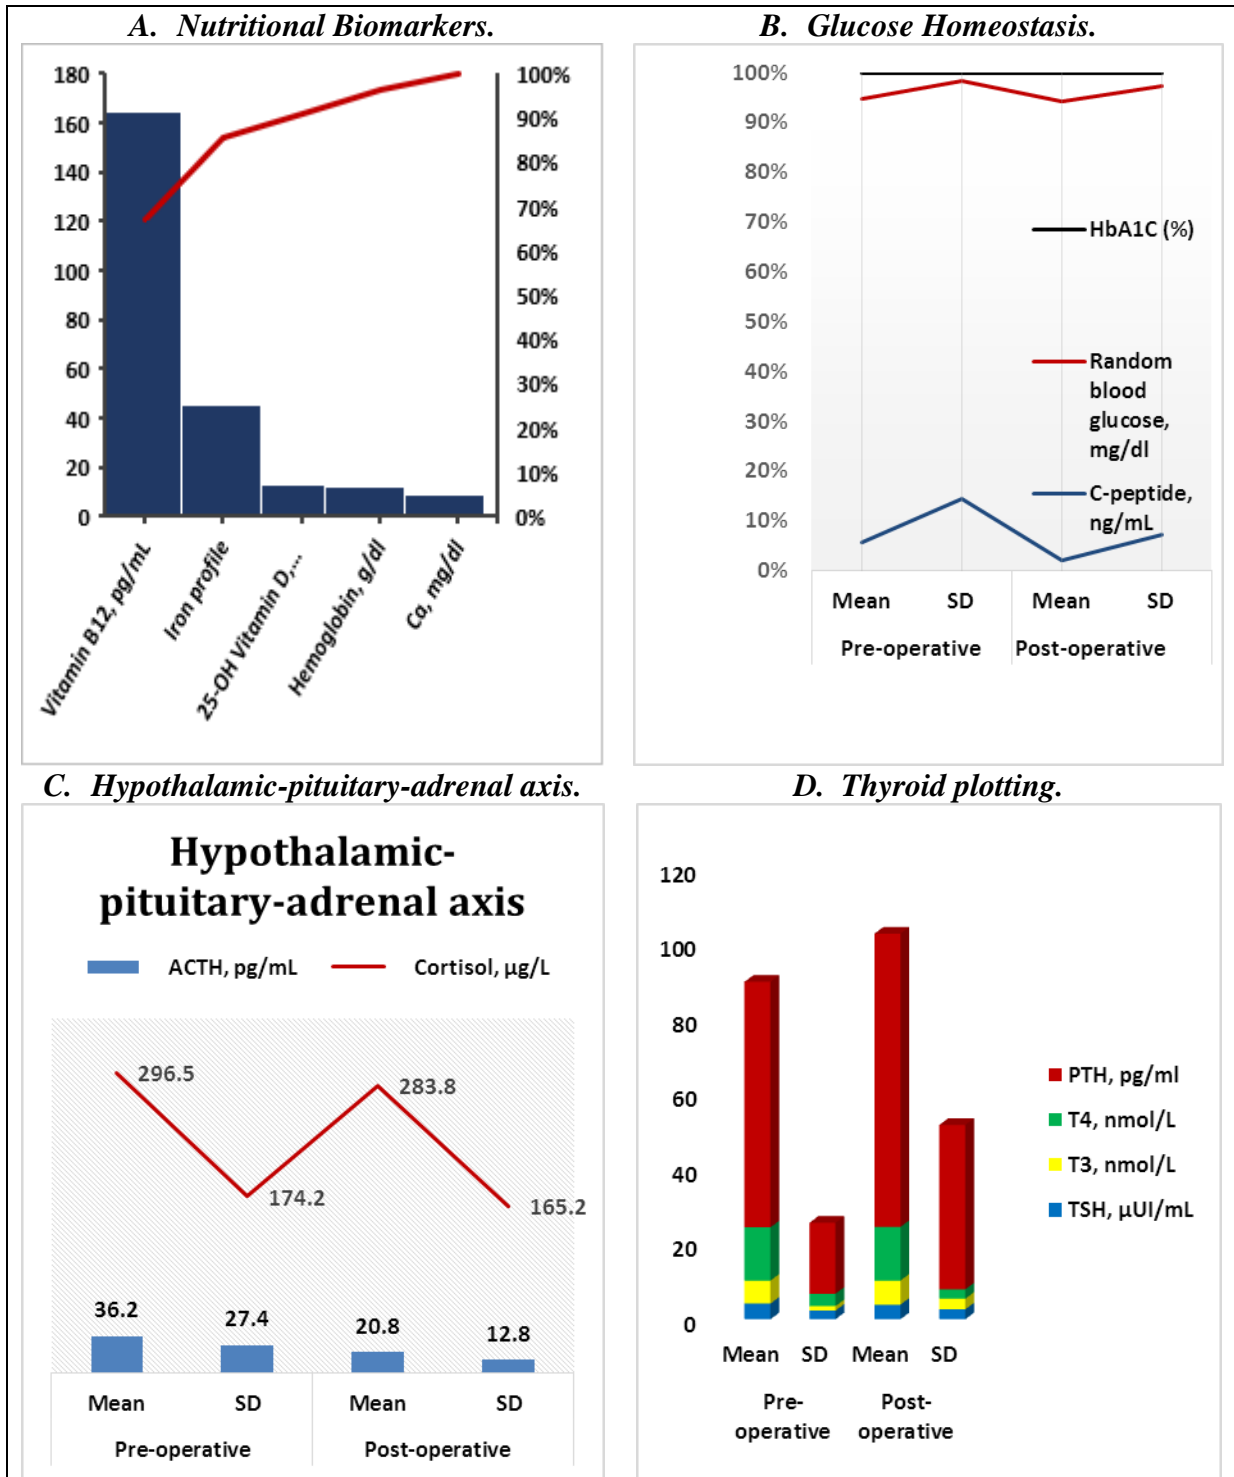 A. Nutritional Biomarkers.
180
160
140
120
100
80
60
40
20
0
100%
90%
80%
70%
60%
50%
40%
30%
20%
10%
0%
Vitamin B12, pg/mL
Iron profile
25-OH Vitamin D,...
Hemoglobin, g/dl
Ca, mg/dl
B. Glucose Homeostasis.
100%
90%
80%
70%
60%
50%
40%
30%
20%
10%
0%
HbA1C (%)
Random
blood
glucose,
mg/dl
C-peptide,
ng/mL
Mean SD Mean SD
Pre-operative Post-operative
C. Hypothalamic-pituitary-adrenal axis.
Hypothalamic-
pituitary-adrenal axis
ACTH, pg/mL Cortisol, µg/L
296.5
283.8
174.2
165.2
36.2
27.4
20.8
12.8
Mean SD Mean SD
Pre-operative Post-operative
D. Thyroid plotting.
120
100
80
60
40
20
0
PTH, pg/ml
T4, nmol/L
T3, nmol/L
TSH, µUI/mL
Mean SD Mean SD
Pre- Post-
operative operative